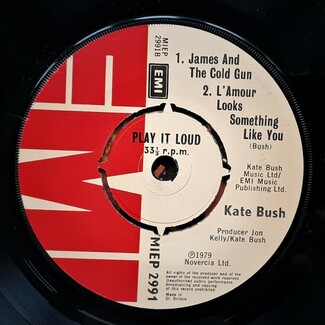 MIEP
2991B
EMI
1. James And
The Cold Gun
2. L'Amour
Looks
Something
Like You
(Bush)
PLAY IT LOUD
33⅓ r.p.m.
Kate Bush
Music Ltd/
EMI Music
Publishing Ltd.
Kate Bush
Producer Jon
Kelly/Kate Bush
℗1979
Novercia Ltd.
MIEP 2991
All rights of the producer and of the owner
of the recorded work reserved.
Unauthorised public performance,
broadcasting and copying
of this record prohibited
Made in
Gt Britain
EMI